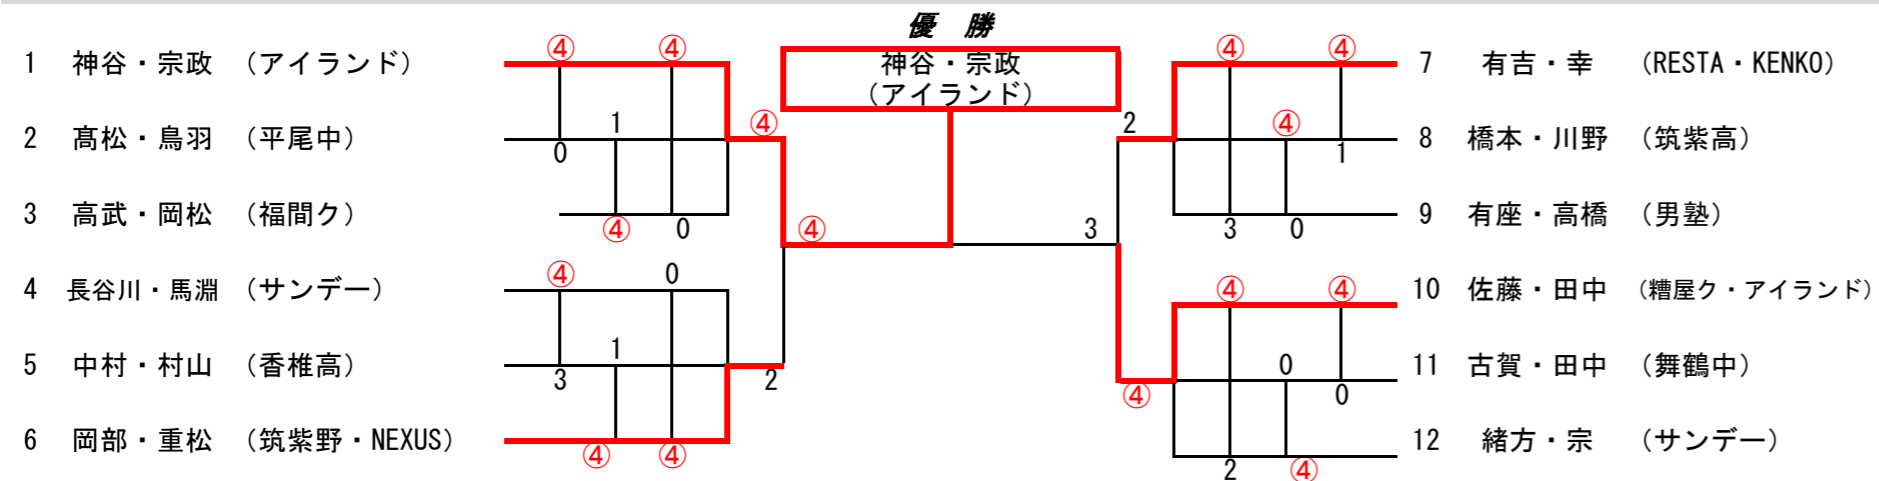 優　勝
神谷・宗政
（アイランド）
1 神谷・宗政 （アイランド）
2 髙松・鳥羽 （平尾中）
3 高武・岡松 （福間ク）
4 長谷川・馬淵 （サンデー）
5 中村・村山 （香椎高）
6 岡部・重松 （筑紫野・NEXUS）
④ ④
1
0
④
④ 0
④
④ 0
1
3
2
④ ④
3
④ ④
2
④
1
3 0
④ ④
0
0
④
2 ④
7 有吉・幸 （RESTA・KENKO）
8 橋本・川野 （筑紫高）
9 有座・高橋 （男塾）
10 佐藤・田中 （糟屋ク・アイランド）
11 古賀・田中 （舞鶴中）
12 緒方・宗 （サンデー）